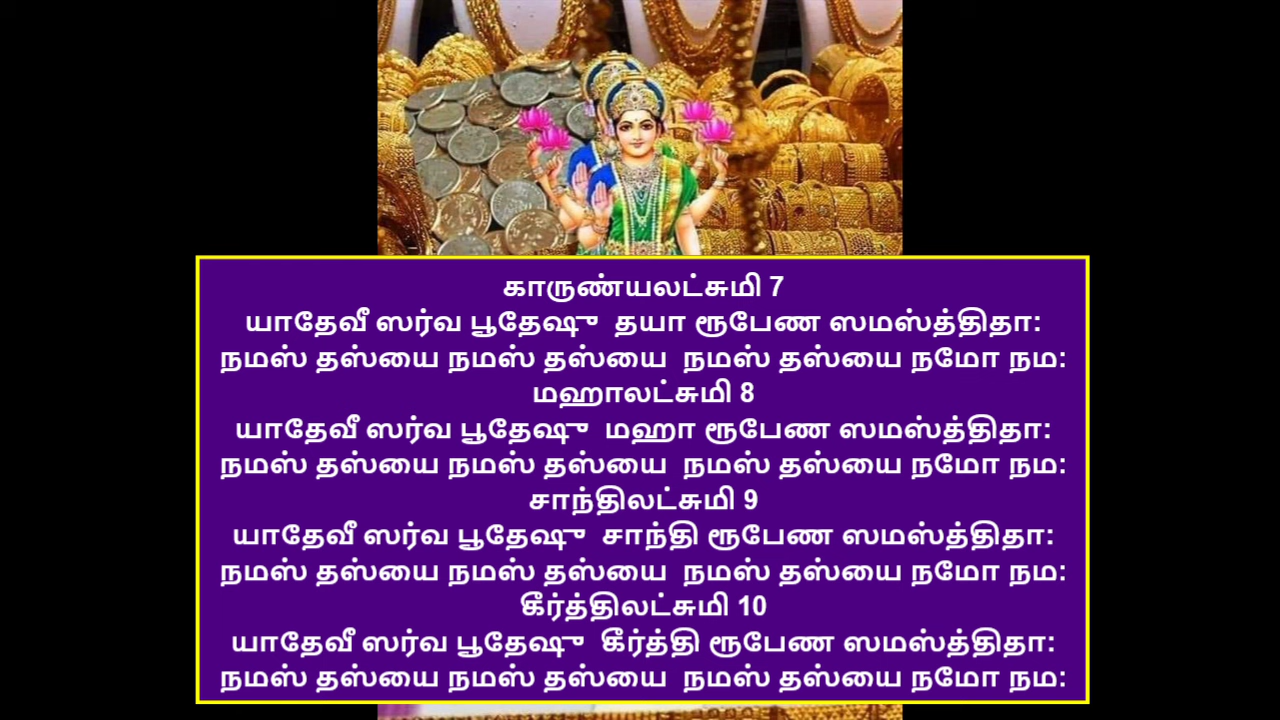 காருண்யலட்சுமி 7
யாதேவீ ஸர்வ பூதேஷு தயா ரூபேண ஸமஸ்த்திதா:
நமஸ் தஸ்யை நமஸ் தஸ்யை நமஸ் தஸ்யை நமோ நம:
மஹாலட்சுமி 8
யாதேவீ ஸர்வ பூதேஷு மஹா ரூபேண ஸமஸ்த்திதா:
நமஸ் தஸ்யை நமஸ் தஸ்யை நமஸ் தஸ்யை நமோ நம:
சாந்திலட்சுமி 9
யாதேவீ ஸர்வ பூதேஷு சாந்தி ரூபேண ஸமஸ்த்திதா:
நமஸ் தஸ்யை நமஸ் தஸ்யை நமஸ் தஸ்யை நமோ நம:
கீர்த்திலட்சுமி 10
யாதேவீ ஸர்வ பூதேஷு கீர்த்தி ரூபேண ஸமஸ்த்திதா:
நமஸ் தஸ்யை நமஸ் தஸ்யை நமஸ் தஸ்யை நமோ நம: